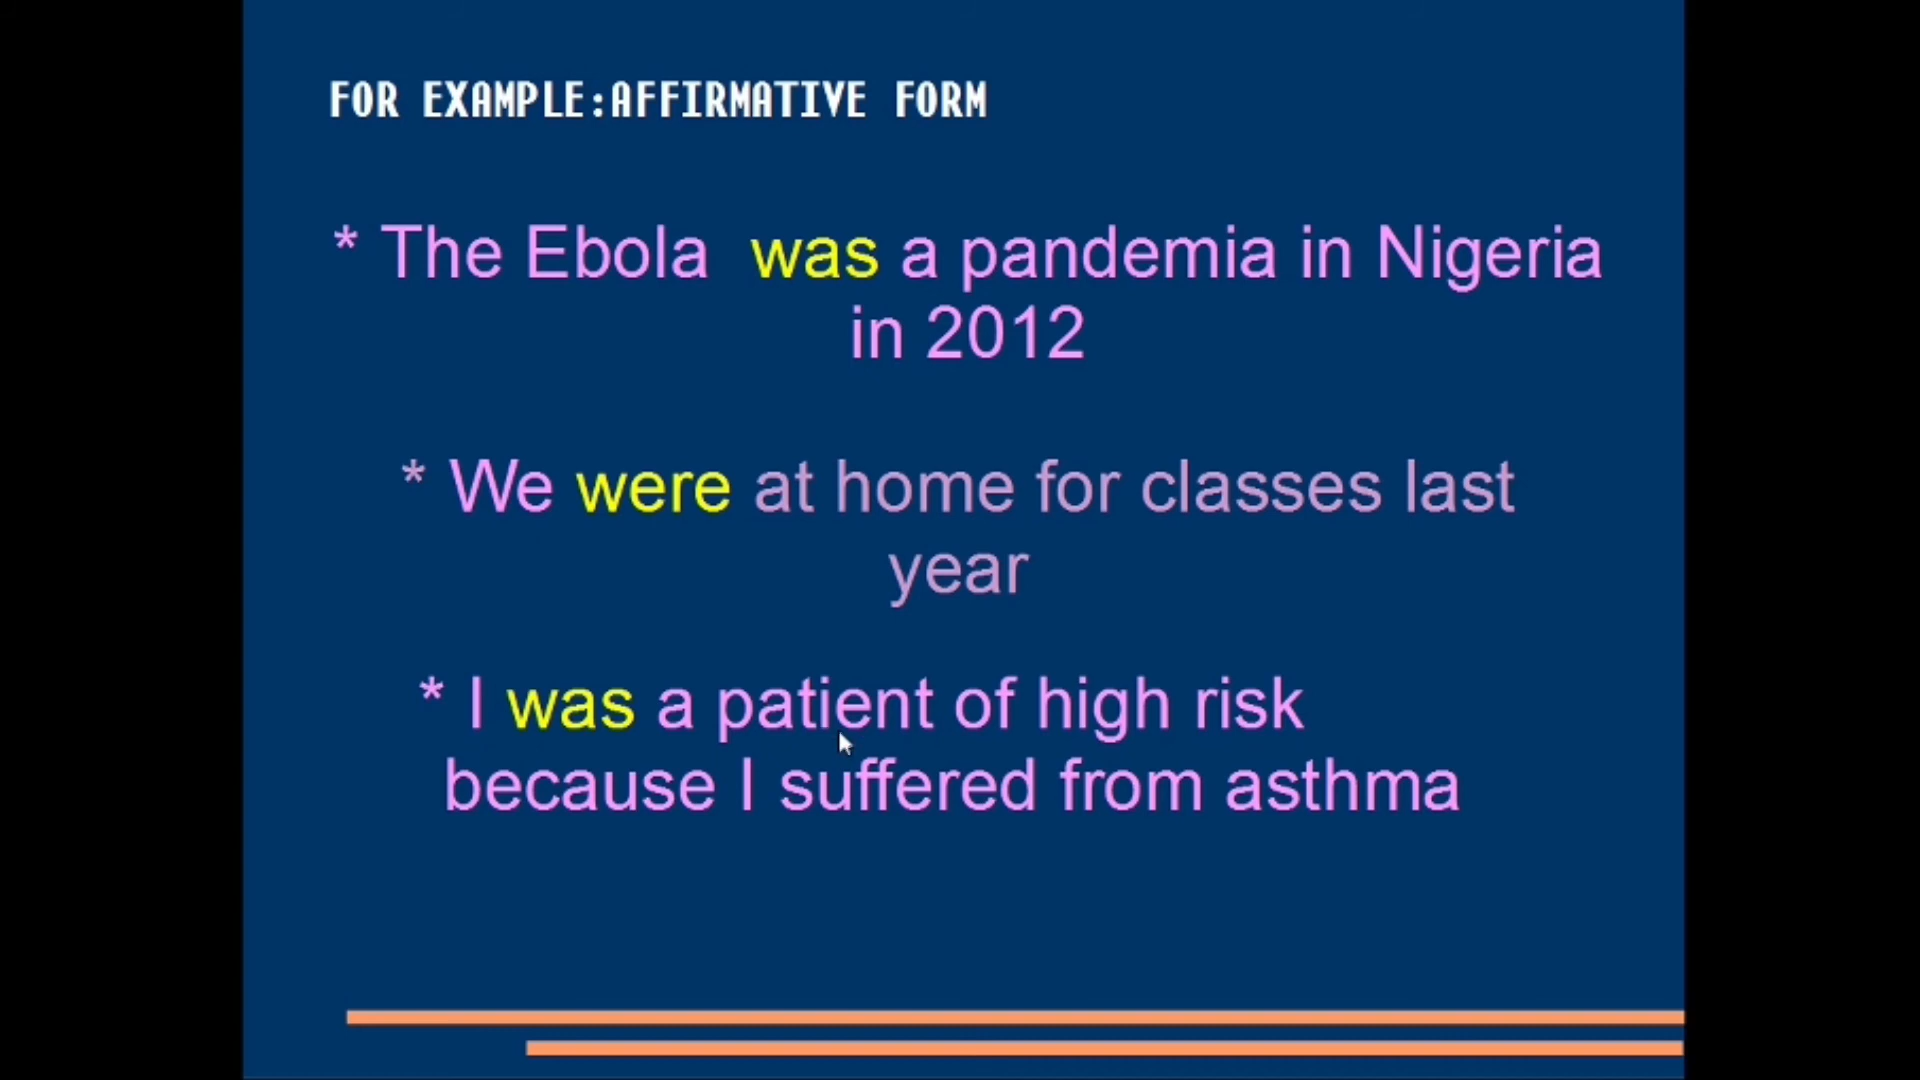 FOR EXAMPLE:AFFIRMATIVE FORM
* The Ebola was a pandemia in Nigeria
in 2012
* We were at home for classes last
year
* I was a patient of high risk
because I suffered from asthma